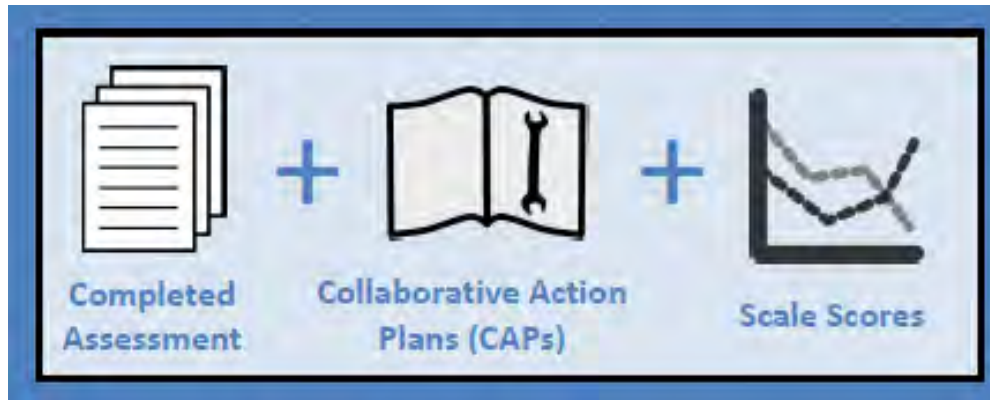 Completed
Assessment
Collaborative Action
Plans (CAPs)
Scale Scores